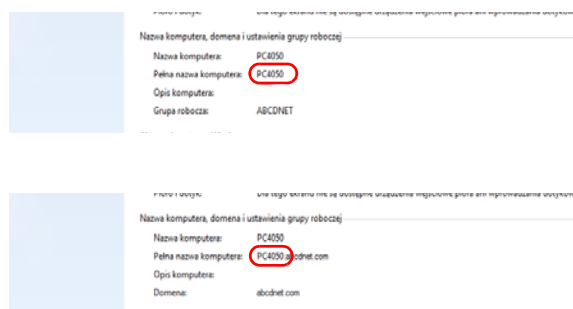 Nazwa komputera, domena i ustawienia grupy roboczej
Nazwa komputera: PC4050
Pełna nazwa komputera: PC4050
Opis komputera:
Grupa robocza: ABCDNET
Nazwa komputera, domena i ustawienia grupy roboczej
Nazwa komputera: PC4050
Pełna nazwa komputera: PC4050.abcdnet.com
Opis komputera:
Domena: abcdnet.com